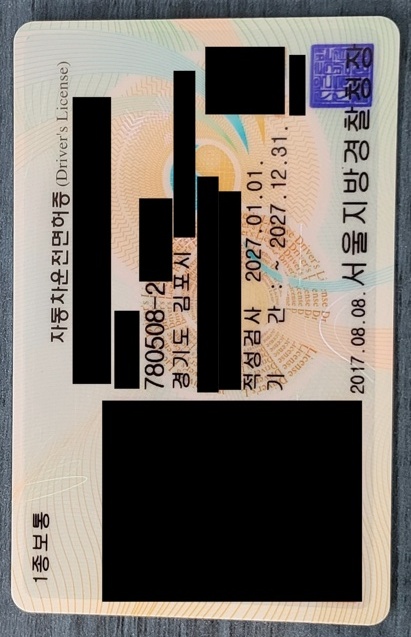 1종보통
자동차운전면허증 (Driver's License)
780508-2
경기도 김포시
적성검사 2027.01.01.
기 간 : ~ 2027.12.31.
2017.08.08. 서울지방경찰청장